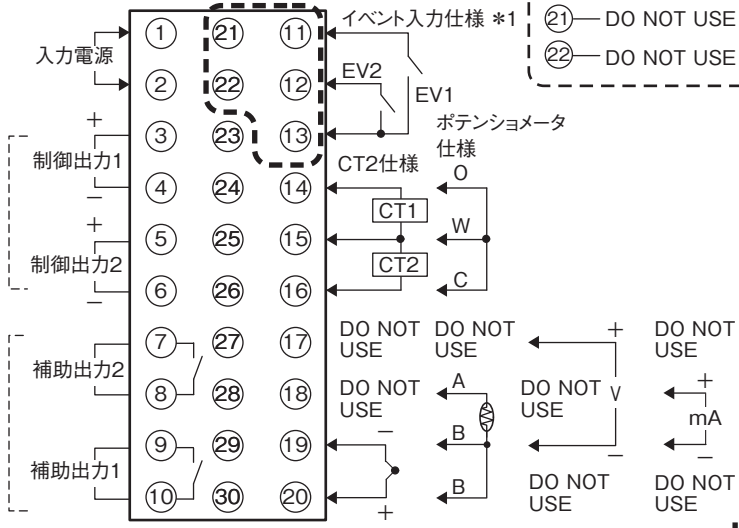 イベント入力仕様 *1
21 DO NOT USE
22 DO NOT USE
入力電源
1 21 11
2 22 12
EV2
EV1
+
制御出力1
−
3 23 13
4 24 14
CT2仕様
CT1
CT2
ポテンショメータ
仕様
O
W
C
+
制御出力2
−
5 25 15
6 26 16
補助出力2
7 27 17
8 28 18
DO NOT
USE
DO NOT
USE
+
DO NOT
USE
DO NOT
USE
A
DO NOT
USE
V
+
mA
補助出力1
9 29 19
10 30 20
−
+
B
B
−
−
DO NOT
USE
DO NOT
USE